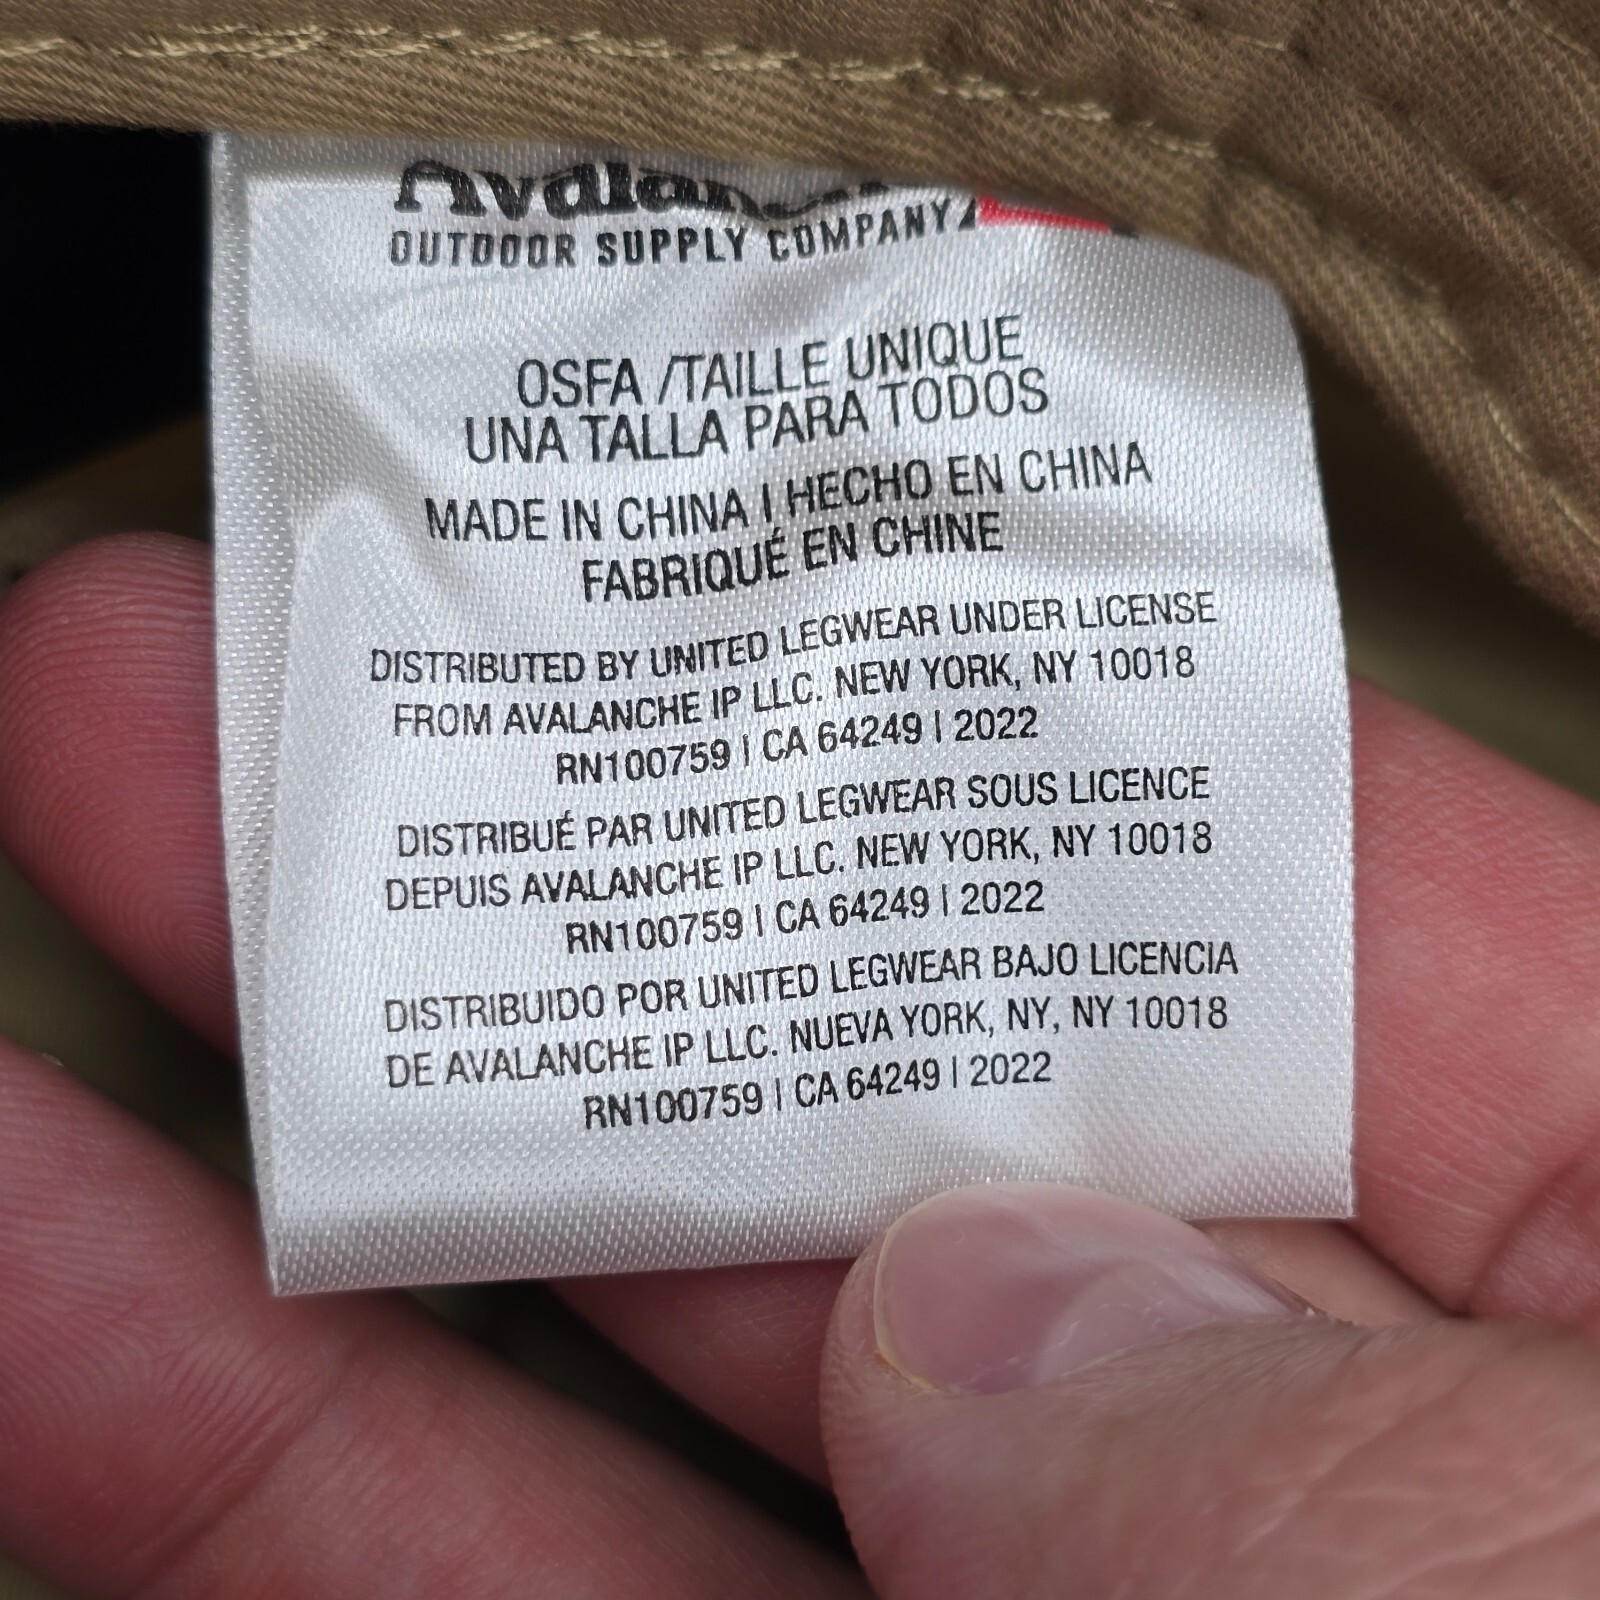 Avalanche
OUTDOOR SUPPLY COMPANY
OSFA /TAILLE UNIQUE
UNA TALLA PARA TODOS
MADE IN CHINA | HECHO EN CHINA
FABRIQUÉ EN CHINE
DISTRIBUTED BY UNITED LEGWEAR UNDER LICENSE
FROM AVALANCHE IP LLC. NEW YORK, NY 10018
RN100759 | CA 64249 | 2022
DISTRIBUÉ PAR UNITED LEGWEAR SOUS LICENCE
DEPUIS AVALANCHE IP LLC. NEW YORK, NY 10018
RN100759 | CA 64249 | 2022
DISTRIBUIDO POR UNITED LEGWEAR BAJO LICENCIA
DE AVALANCHE IP LLC. NUEVA YORK, NY, NY 10018
RN100759 | CA 64249 | 2022